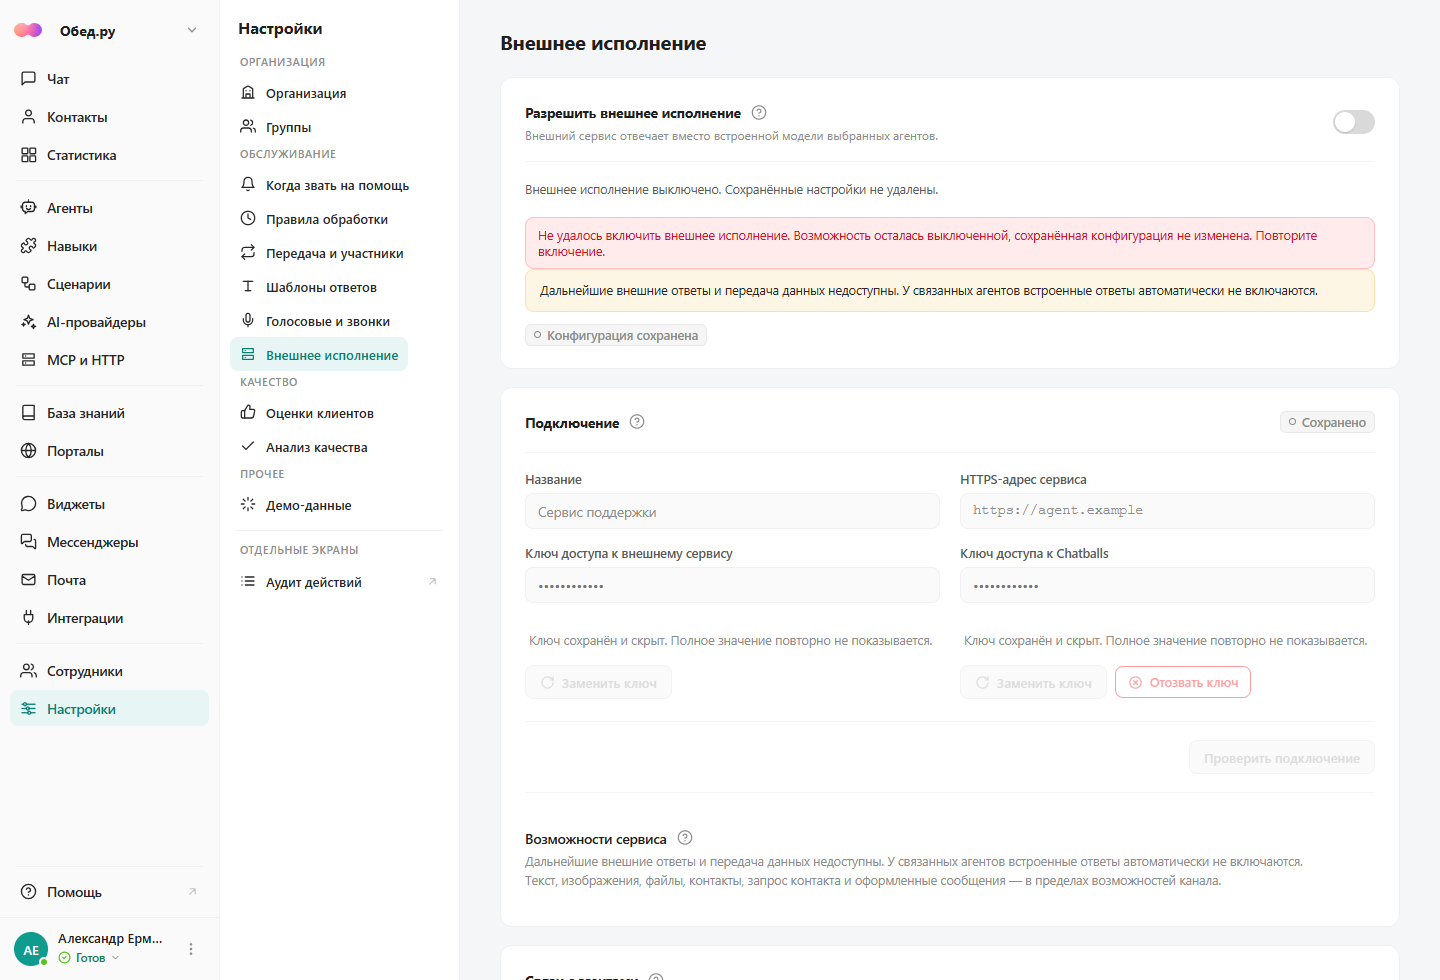 Обед.ру
Чат
Контакты
Статистика
Агенты
Навыки
Сценарии
AI-провайдеры
MCP и HTTP
База знаний
Порталы
Виджеты
Мессенджеры
Почта
Интеграции
Сотрудники
Настройки
Помощь
АЕ
Александр Ерм...
Готов
Настройки
ОРГАНИЗАЦИЯ
Организация
Группы
ОБСЛУЖИВАНИЕ
Когда звать на помощь
Правила обработки
Передача и участники
Шаблоны ответов
Голосовые и звонки
Внешнее исполнение
КАЧЕСТВО
Оценки клиентов
Анализ качества
ПРОЧЕЕ
Демо-данные
ОТДЕЛЬНЫЕ ЭКРАНЫ
Аудит действий
Внешнее исполнение
Разрешить внешнее исполнение
Внешний сервис отвечает вместо встроенной модели выбранных агентов.
Внешнее исполнение выключено. Сохранённые настройки не удалены.
Не удалось включить внешнее исполнение. Возможность осталась выключенной, сохранённая конфигурация не изменена. Повторите
включение.
Дальнейшие внешние ответы и передача данных недоступны. У связанных агентов встроенные ответы автоматически не включаются.
Конфигурация сохранена
Подключение
Сохранено
Название
HTTPS-адрес сервиса
Сервис поддержки
https://agent.example
Ключ доступа к внешнему сервису
Ключ доступа к Chatballs
••••••••••••
••••••••••••
Ключ сохранён и скрыт. Полное значение повторно не показывается.
Ключ сохранён и скрыт. Полное значение повторно не показывается.
Заменить ключ
Заменить ключ
Отозвать ключ
Проверить подключение
Возможности сервиса
Дальнейшие внешние ответы и передача данных недоступны. У связанных агентов встроенные ответы автоматически не включаются.
Текст, изображения, файлы, контакты, запрос контакта и оформленные сообщения — в пределах возможностей канала.